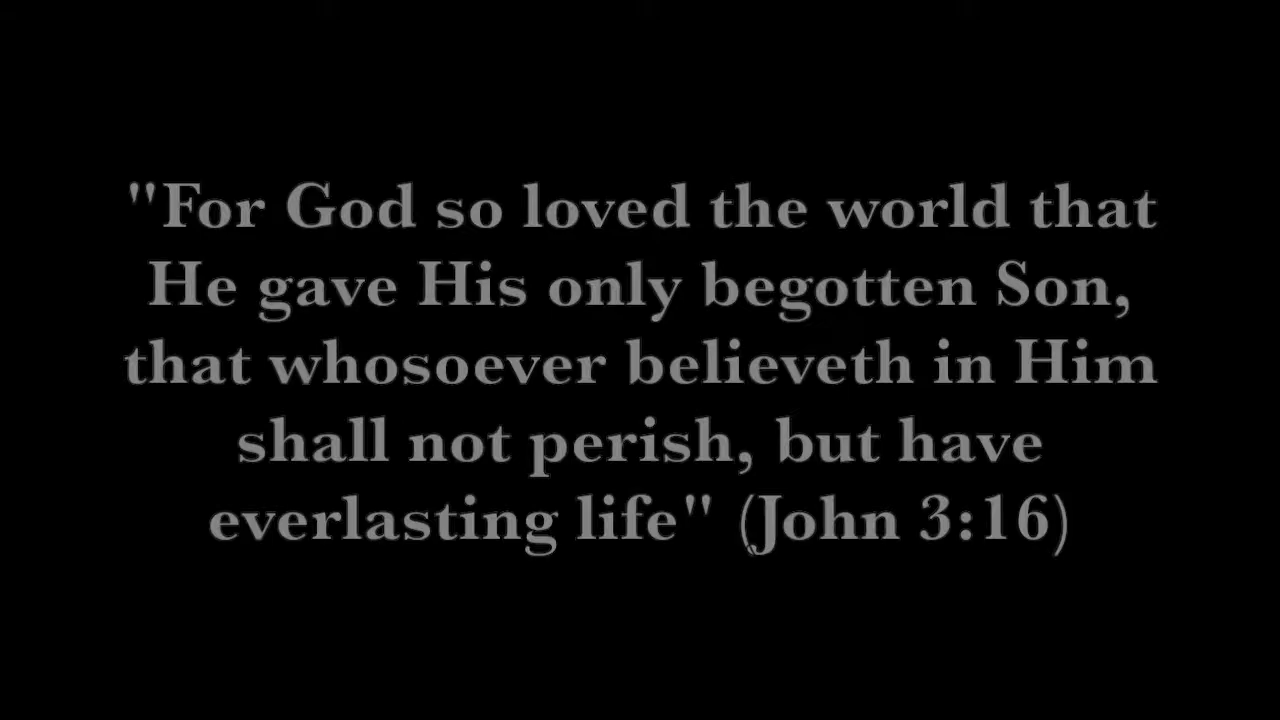 "For God so loved the world that
He gave His only begotten Son,
that whosoever believeth in Him
shall not perish, but have
everlasting life" (John 3:16)